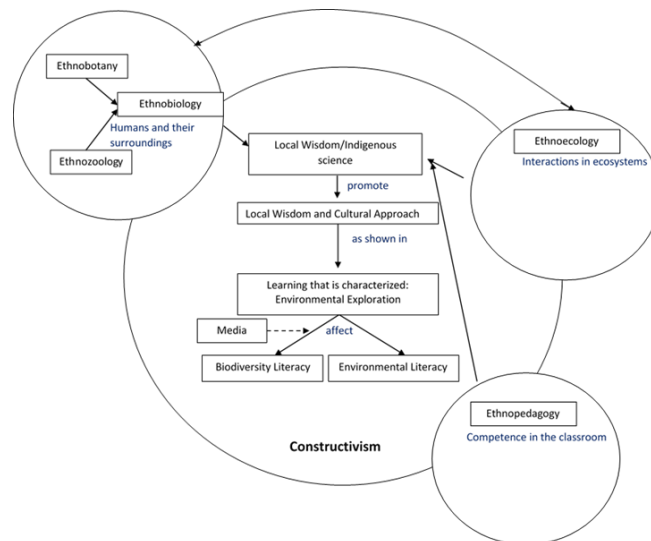 Ethnobotany
Ethnobiology
Humans and their
surroundings
Ethnozoology
Ethnoecology
Interactions in ecosystems
Local Wisdom/Indigenous
science
promote
Local Wisdom and Cultural Approach
as shown in
Learning that is characterized:
Environmental Exploration
Media
affect
Biodiversity Literacy
Environmental Literacy
Ethnopedagogy
Competence in the classroom
Constructivism